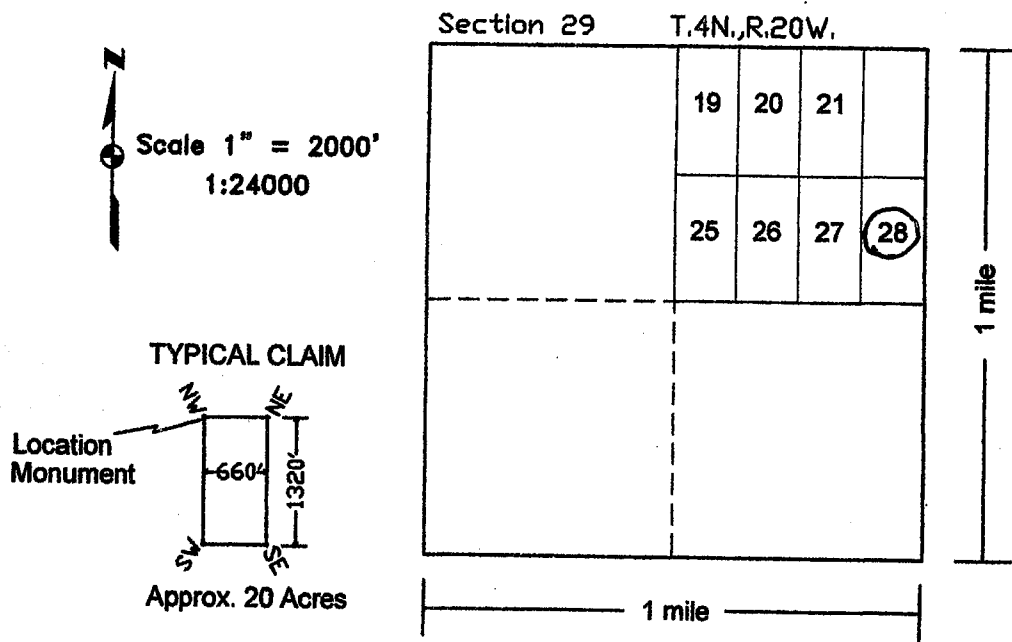 Section 29 T.4N.,R.20W.
N
Scale 1" = 2000'
1:24000
19 20 21
25 26 27 28
1 mile
TYPICAL CLAIM
NW NE
Location
Monument
660'
1320'
SW SE
Approx. 20 Acres
1 mile